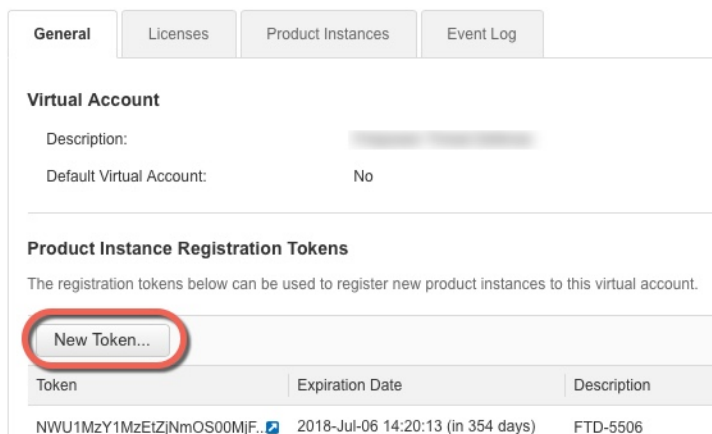 General Licenses Product Instances Event Log
Virtual Account
Description:
Default Virtual Account: No
Product Instance Registration Tokens
The registration tokens below can be used to register new product instances to this virtual account.
New Token...
Token Expiration Date Description
NWU1MzY1MzEtZjNmOS00MjF... 2018-Jul-06 14:20:13 (in 354 days) FTD-5506